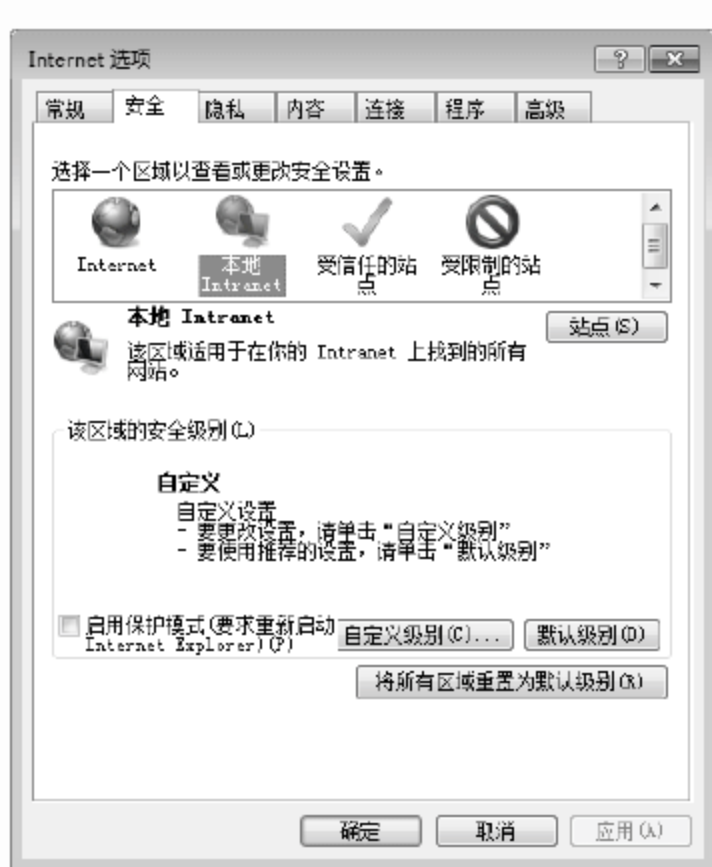 Internet 选项
常规 安全 隐私 内容 连接 程序 高级
选择一个区域以查看或更改安全设置。
Internet
本地
Intranet
受信任的站
点
受限制的站
点
本地 Intranet
站点(S)
该区域适用于在你的 Intranet 上找到的所有
网站。
该区域的安全级别(L)
自定义
自定义设置
- 要更改设置，请单击“自定义级别”
- 要使用推荐的设置，请单击“默认级别”
启用保护模式(要求重新启动
Internet Explorer)(P)
自定义级别(C)...
默认级别(D)
将所有区域重置为默认级别(R)
确定 取消 应用(A)